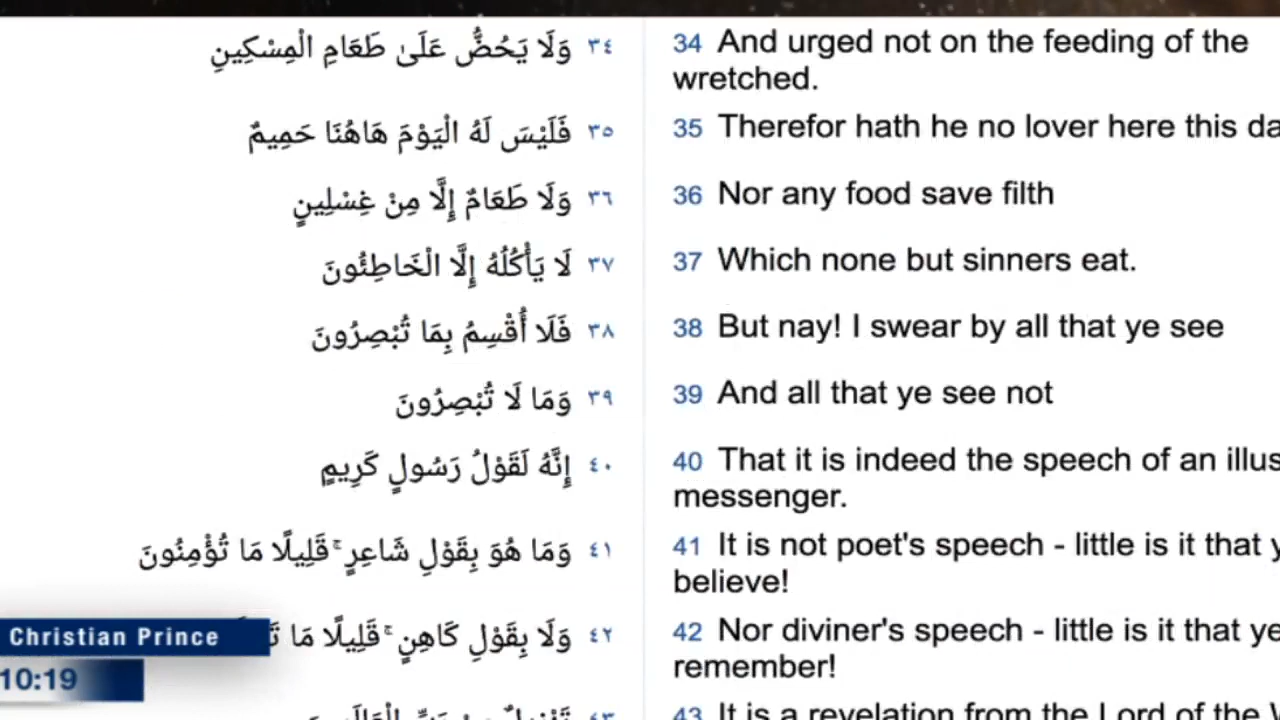 ٣٤ وَلَا يَحُضُّ عَلَىٰ طَعَامِ الْمِسْكِينِ
34 And urged not on the feeding of the
wretched.
٣٥ فَلَيْسَ لَهُ الْيَوْمَ هَاهُنَا حَمِيمٌ
35 Therefor hath he no lover here this da
٣٦ وَلَا طَعَامٌ إِلَّا مِنْ غِسْلِينٍ
36 Nor any food save filth
٣٧ لَا يَأْكُلُهُ إِلَّا الْخَاطِئُونَ
37 Which none but sinners eat.
٣٨ فَلَا أُقْسِمُ بِمَا تُبْصِرُونَ
38 But nay! I swear by all that ye see
٣٩ وَمَا لَا تُبْصِرُونَ
39 And all that ye see not
٤٠ إِنَّهُ لَقَوْلُ رَسُولٍ كَرِيمٍ
40 That it is indeed the speech of an illus
messenger.
٤١ وَمَا هُوَ بِقَوْلِ شَاعِرٍ ۚ قَلِيلًا مَا تُؤْمِنُونَ
41 It is not poet's speech - little is it that y
believe!
٤٢ وَلَا بِقَوْلِ كَاهِنٍ ۚ قَلِيلًا مَا
42 Nor diviner's speech - little is it that ye
remember!
43 It is a revelation from the Lord of the
Christian Prince
10:19